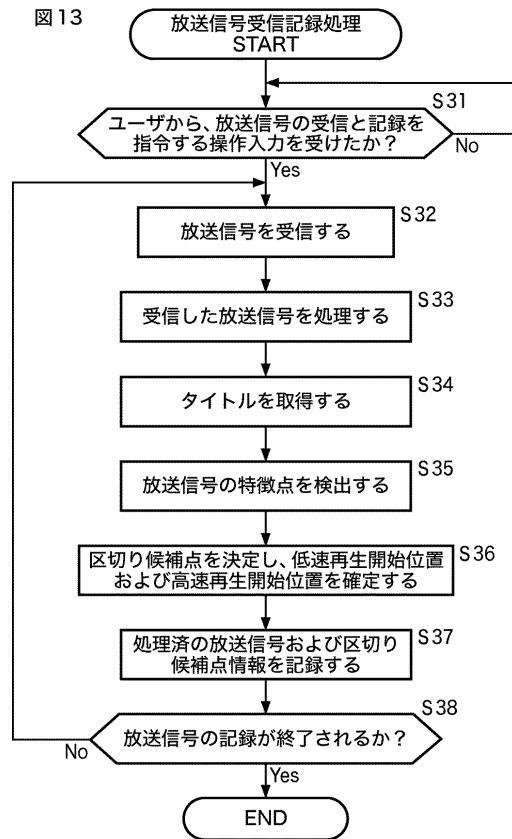 図13
放送信号受信記録処理
START
S31
ユーザから、放送信号の受信と記録を
指令する操作入力を受けたか？
No
Yes
S32
放送信号を受信する
S33
受信した放送信号を処理する
S34
タイトルを取得する
S35
放送信号の特徴点を検出する
S36
区切り候補点を決定し、低速再生開始位置
および高速再生開始位置を確定する
S37
処理済の放送信号および区切り
候補点情報を記録する
S38
放送信号の記録が終了されるか？
No
Yes
END